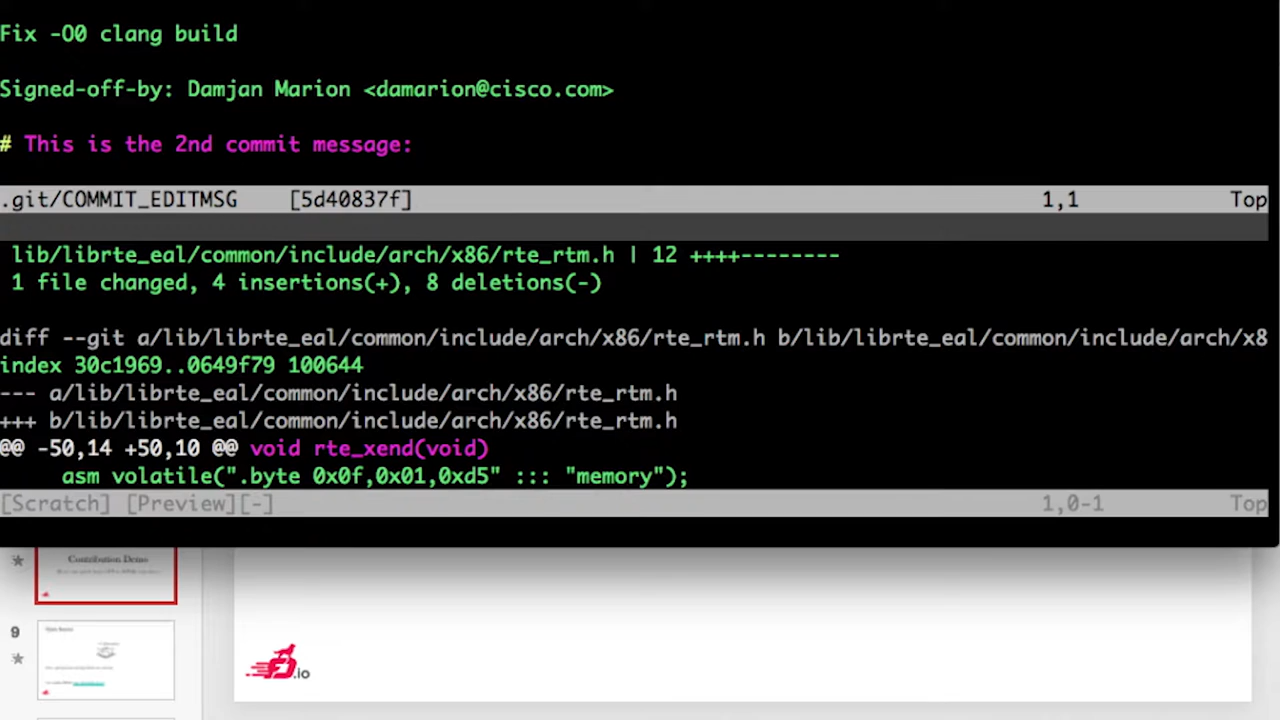 Fix -O0 clang build
Signed-off-by: Damjan Marion <damarion@cisco.com>
# This is the 2nd commit message:
.git/COMMIT_EDITMSG [5d40837f] 1,1 Top
lib/librte_eal/common/include/arch/x86/rte_rtm.h | 12 ++++--------
1 file changed, 4 insertions(+), 8 deletions(-)
diff --git a/lib/librte_eal/common/include/arch/x86/rte_rtm.h b/lib/librte_eal/common/include/arch/x8
index 30c1969..0649f79 100644
--- a/lib/librte_eal/common/include/arch/x86/rte_rtm.h
+++ b/lib/librte_eal/common/include/arch/x86/rte_rtm.h
@@ -50,14 +50,10 @@ void rte_xend(void)
asm volatile(".byte 0x0f,0x01,0xd5" ::: "memory");
[Scratch] [Preview][-] 1,0-1 Top
Contribution Demo
9
.io